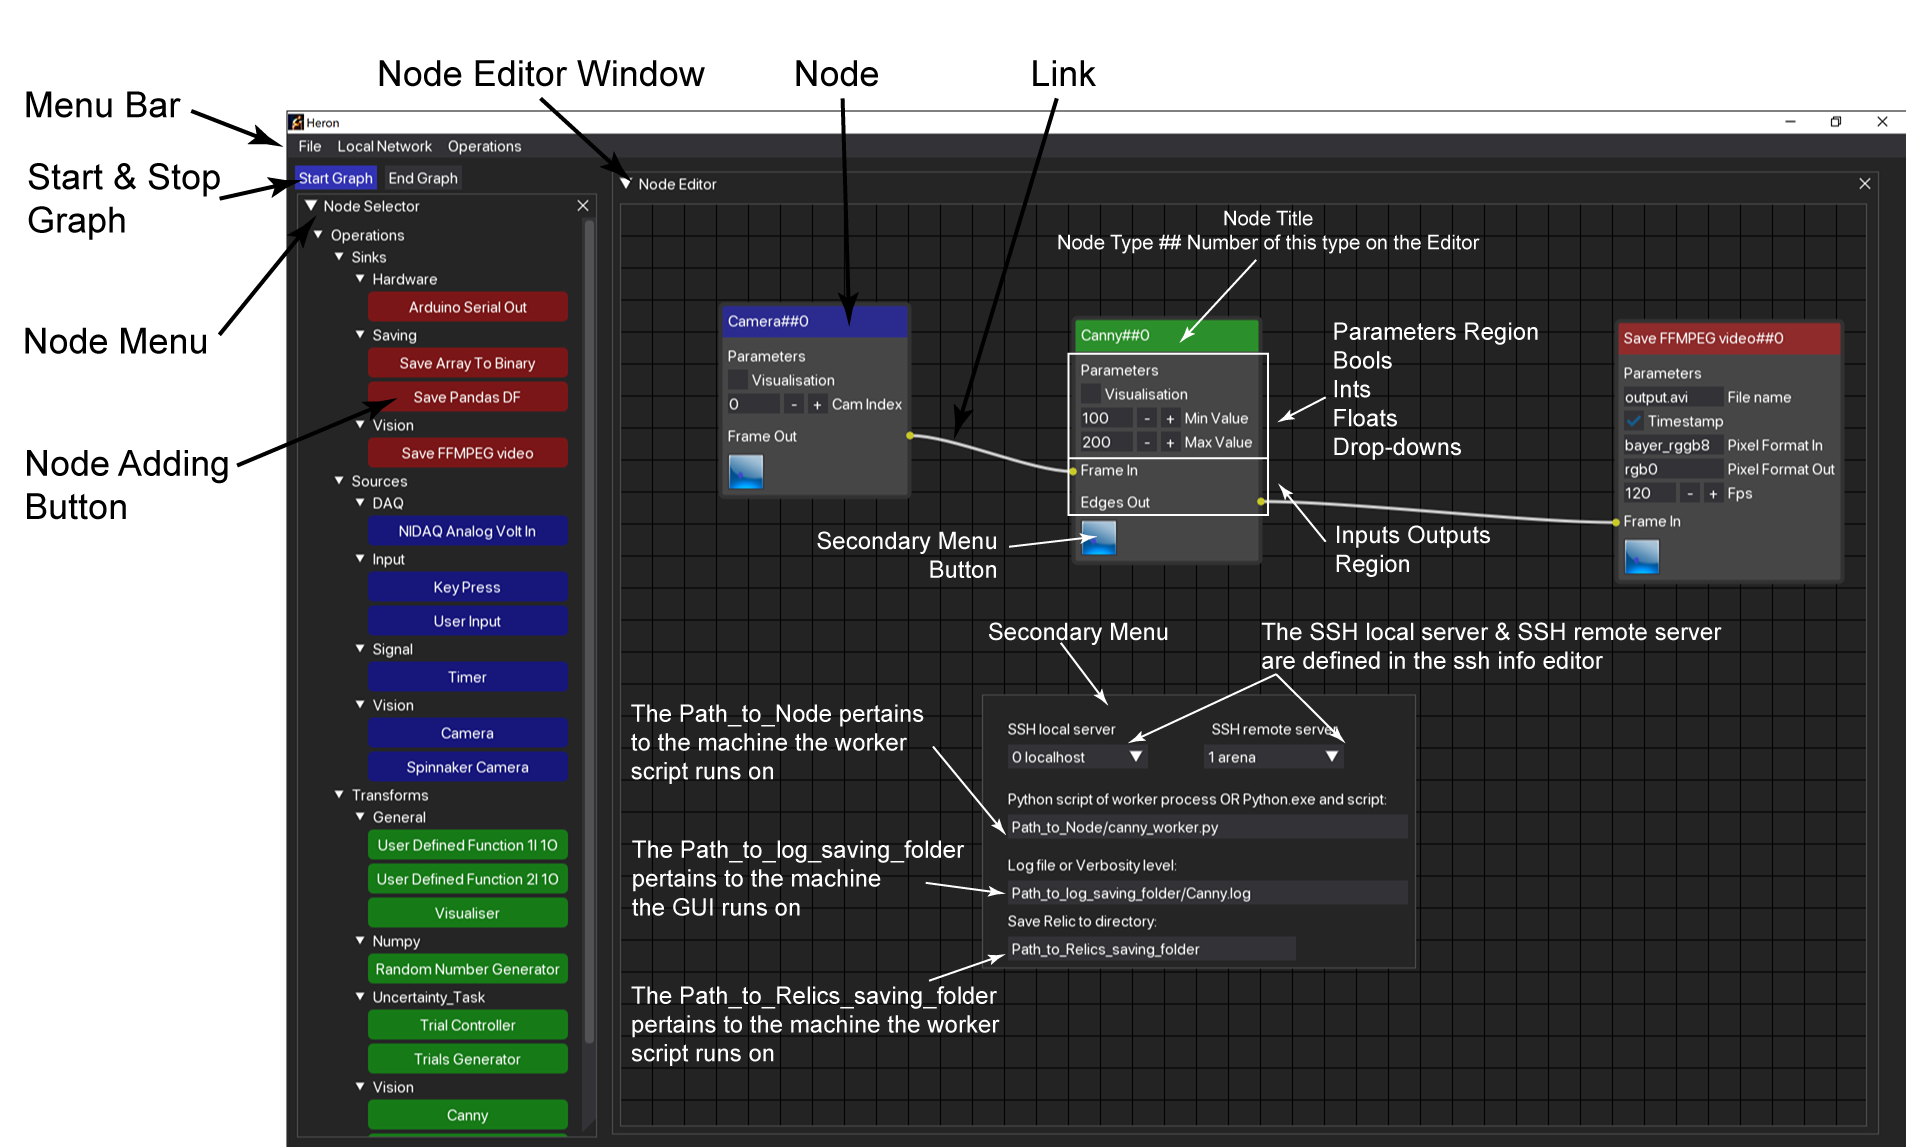 Node Editor Window
Node
Link
Menu Bar
Start & Stop
Graph
Node Menu
Node Adding
Button
Heron
File
Local Network
Operations
Start Graph
End Graph
Node Selector
Operations
Sinks
Hardware
Arduino Serial Out
Saving
Save Array To Binary
Save Pandas DF
Vision
Save FFMPEG video
Sources
DAQ
NIDAQ Analog Volt In
Input
Key Press
User Input
Signal
Timer
Vision
Camera
Spinnaker Camera
Transforms
General
User Defined Function 1I 1O
User Defined Function 2I 1O
Visualiser
Numpy
Random Number Generator
Uncertainty_Task
Trial Controller
Trials Generator
Vision
Canny
Node Editor
Node Title
Node Type ## Number of this type on the Editor
Camera##0
Parameters
Visualisation
0 - + Cam Index
Frame Out
Canny##0
Parameters
Visualisation
100 - + Min Value
200 - + Max Value
Frame In
Edges Out
Parameters Region
Bools
Ints
Floats
Drop-downs
Inputs Outputs
Region
Secondary Menu
Button
Save FFMPEG video##0
Parameters
output.avi File name
Timestamp
bayer_rggb8 Pixel Format In
rgb0 Pixel Format Out
120 - + Fps
Frame In
Secondary Menu
The SSH local server & SSH remote server
are defined in the ssh info editor
The Path_to_Node pertains
to the machine the worker
script runs on
The Path_to_log_saving_folder
pertains to the machine
the GUI runs on
The Path_to_Relics_saving_folder
pertains to the machine the worker
script runs on
SSH local server
SSH remote server
0 localhost
1 arena
Python script of worker process OR Python.exe and script:
Path_to_Node/canny_worker.py
Log file or Verbosity level:
Path_to_log_saving_folder/Canny.log
Save Relic to directory:
Path_to_Relics_saving_folder